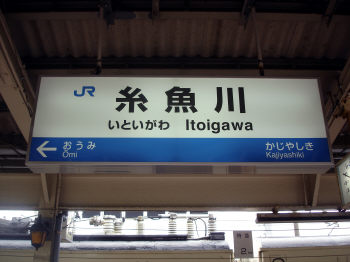 JR
糸魚川
いといがわ Itoigawa
おうみ かじやしき
Ōmi Kajiyashiki
2